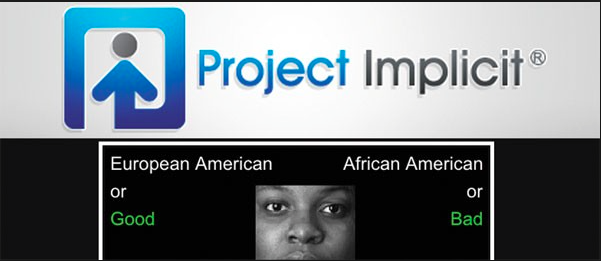 Project Implicit®
European American
African American
or
or
Good
Bad